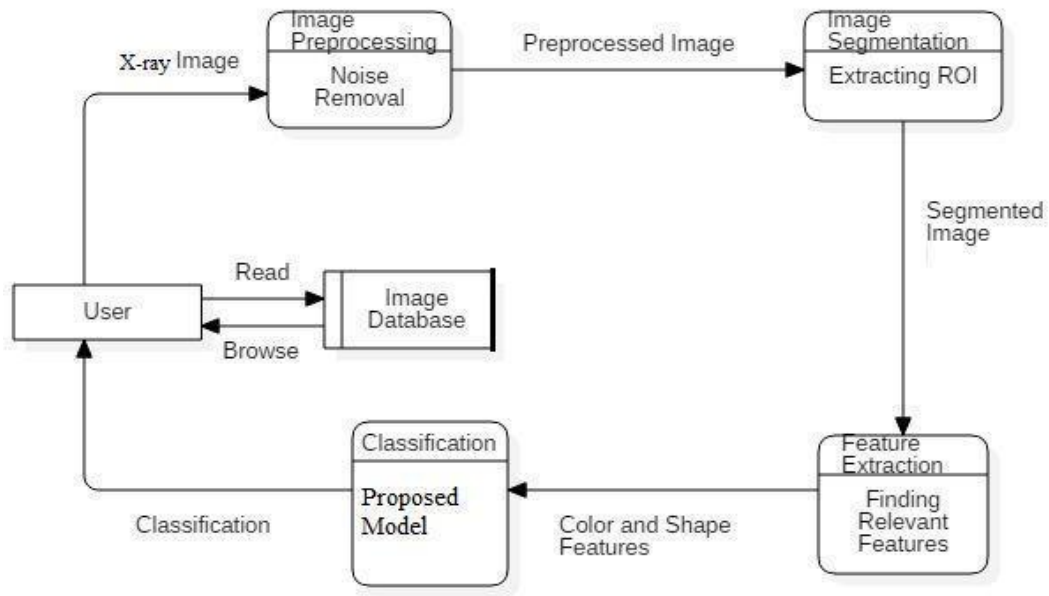 Image
Preprocessing
Noise
Removal
X-ray Image
Preprocessed Image
Image
Segmentation
Extracting ROI
Segmented
Image
User
Read
Browse
Image
Database
Classification
Proposed
Model
Classification
Color and Shape
Features
Feature
Extraction
Finding
Relevant
Features